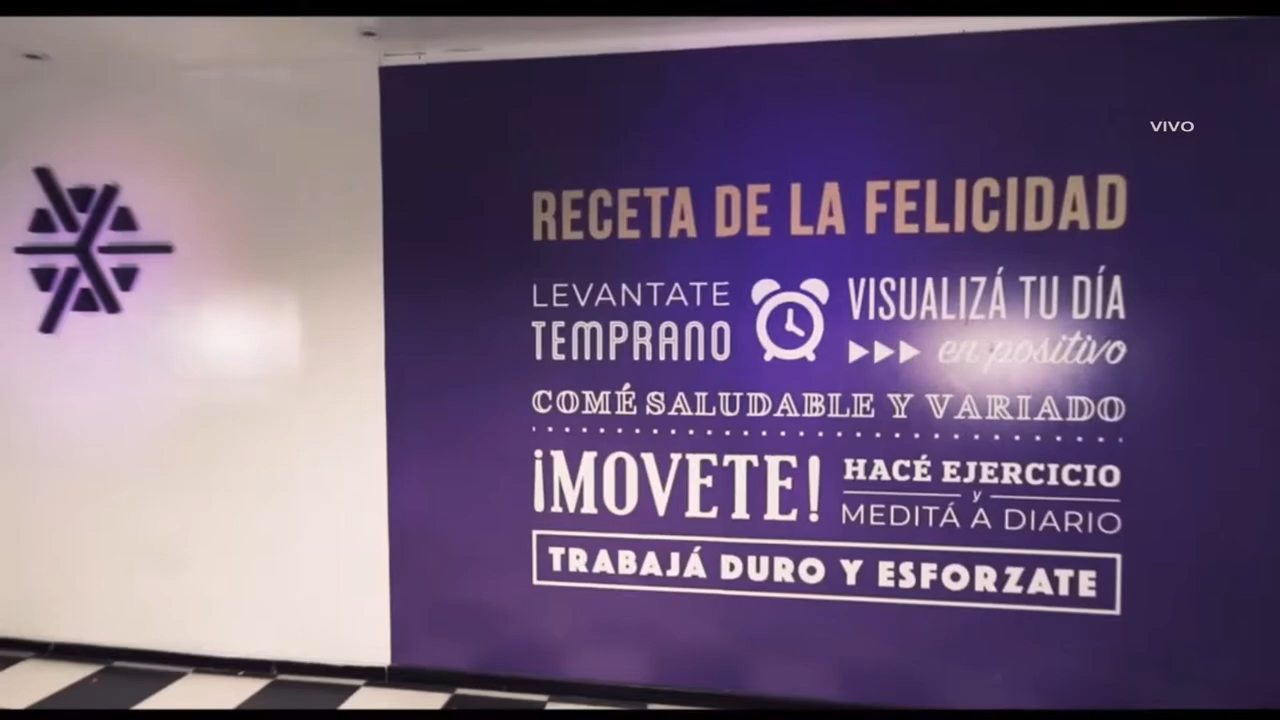 VIVO
RECETA DE LA FELICIDAD
LEVANTATE
TEMPRANO
VISUALIZÁ TU DÍA
en positivo
COMÉ SALUDABLE Y VARIADO
¡MOVETE!
HACÉ EJERCICIO
y
MEDITÁ A DIARIO
TRABAJÁ DURO Y ESFORZATE